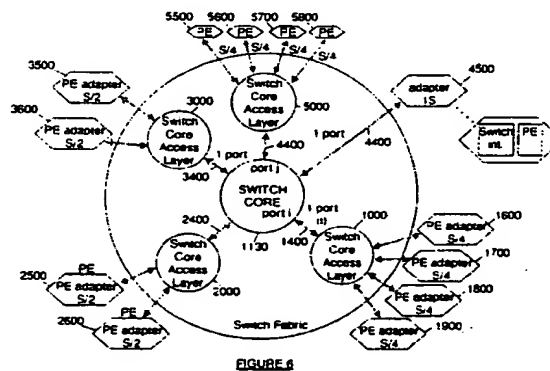 5500
5600
5700
5800
PE
PE
PE
PE
S/4
S/4
S/4
S/4
3500
PE adapter
S/2
3600
PE adapter
S/2
3000
Switch
Core
Access
Layer
Switch
Core
Access
Layer
5000
4500
adapter
Switch
int.
PE
1 port
3400
4400
port j
1 port
4400
SWITCH
CORE
port i
1130
1 port
1400
1000
Switch
Core
Access
Layer
2400
Switch
Core
Access
Layer
2000
2500
PE
PE adapter
S/2
2600
PE
PE adapter
S/2
1600
PE adapter
S/4
1700
PE adapter
S/4
1800
PE adapter
S/4
1900
PE adapter
S/4
Switch Fabric
FIGURE 6